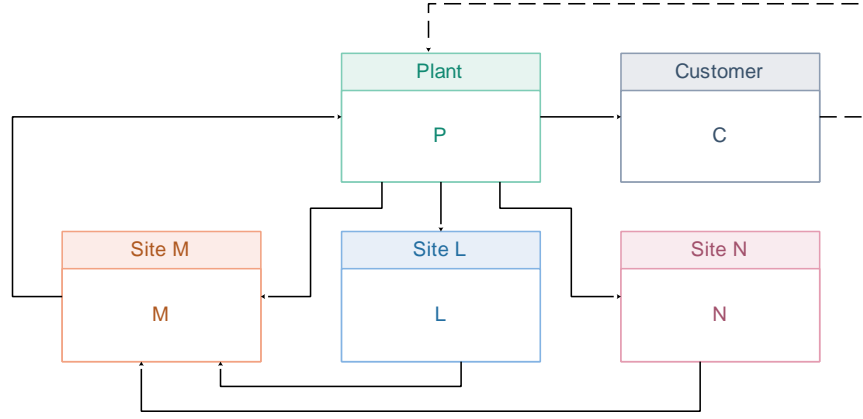 Plant
P
Customer
C
Site M
M
Site L
L
Site N
N